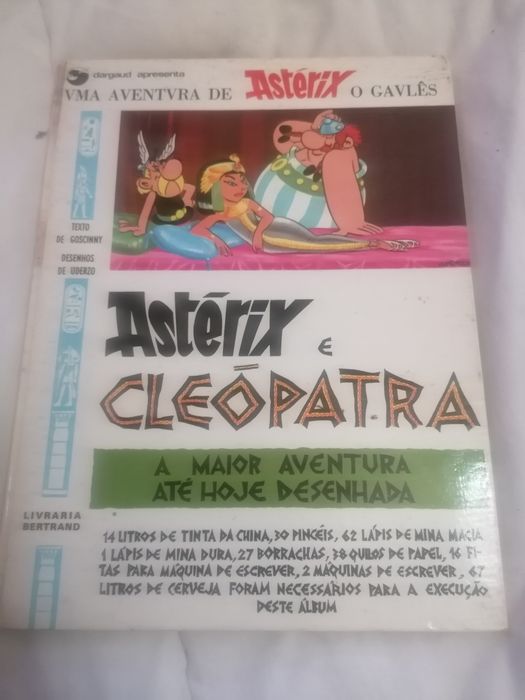 dargaud apresenta
VMA AVENTVRA DE Astérix O GAVLÊS
TEXTO
DE GOSCINNY
DESENHOS
DE UDERZO
Astérix E
CLEÓPATRA
A MAIOR AVENTURA
ATÉ HOJE DESENHADA
LIVRARIA
BERTRAND
14 LITROS DE TINTA DA CHINA, 30 PINCÉIS, 62 LÁPIS DE MINA MACIA
1 LÁPIS DE MINA DURA, 27 BORRACHAS, 38 QUILOS DE PAPEL, 16 FI-
TAS PARA MÁQUINA DE ESCREVER, 2 MÁQUINAS DE ESCREVER, 67
LITROS DE CERVEJA FORAM NECESSÁRIOS PARA A EXECUÇÃO
DESTE ÁLBUM